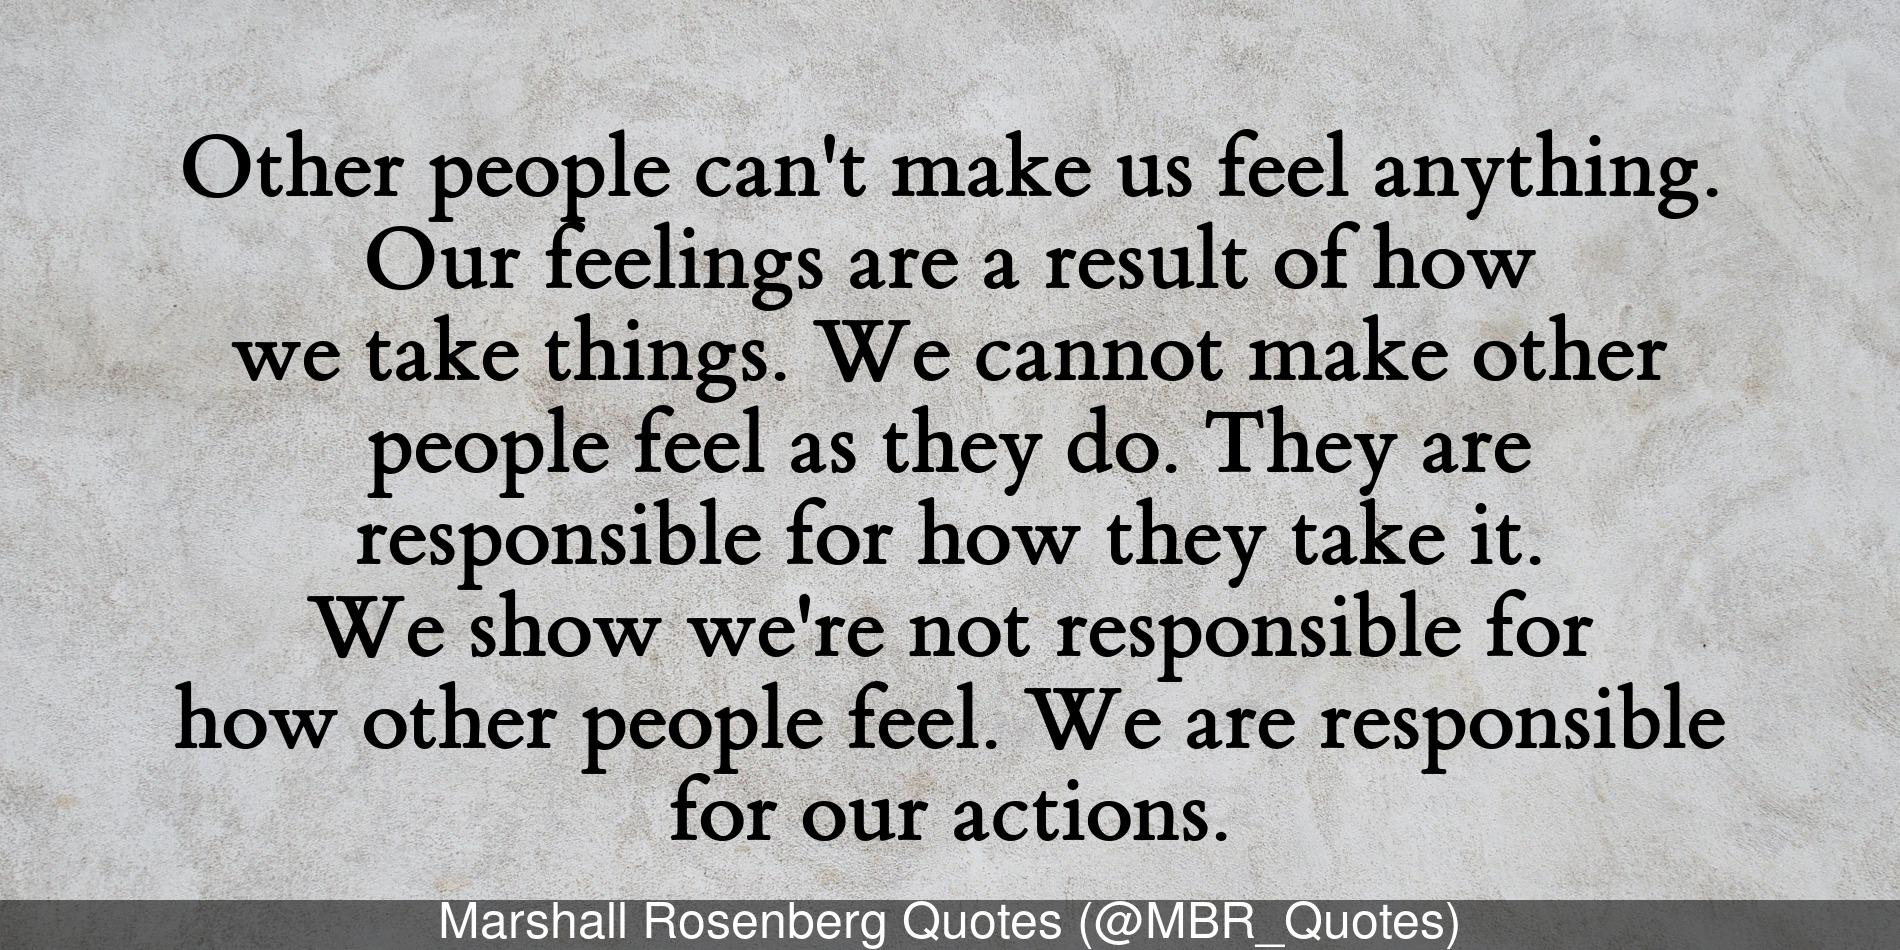 Other people can't make us feel anything.
Our feelings are a result of how
we take things. We cannot make other
people feel as they do. They are
responsible for how they take it.
We show we're not responsible for
how other people feel. We are responsible
for our actions.
Marshall Rosenberg Quotes (@MBR_Quotes)